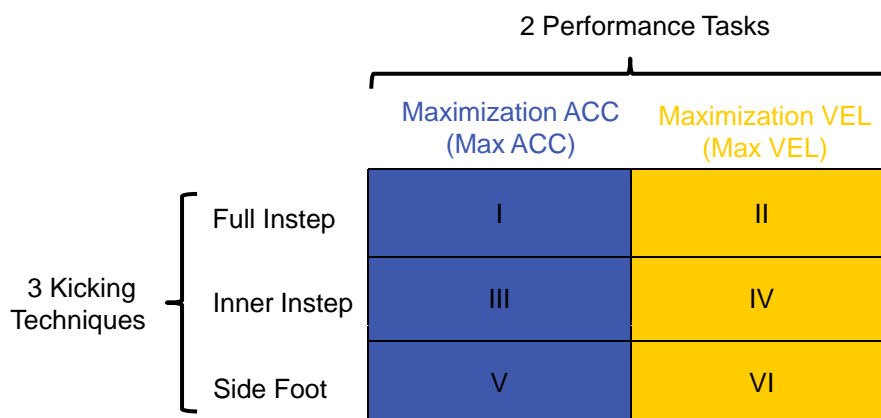 2 Performance Tasks
Maximization ACC
(Max ACC)
Maximization VEL
(Max VEL)
Full Instep
I
II
3 Kicking
Techniques
Inner Instep
III
IV
Side Foot
V
VI